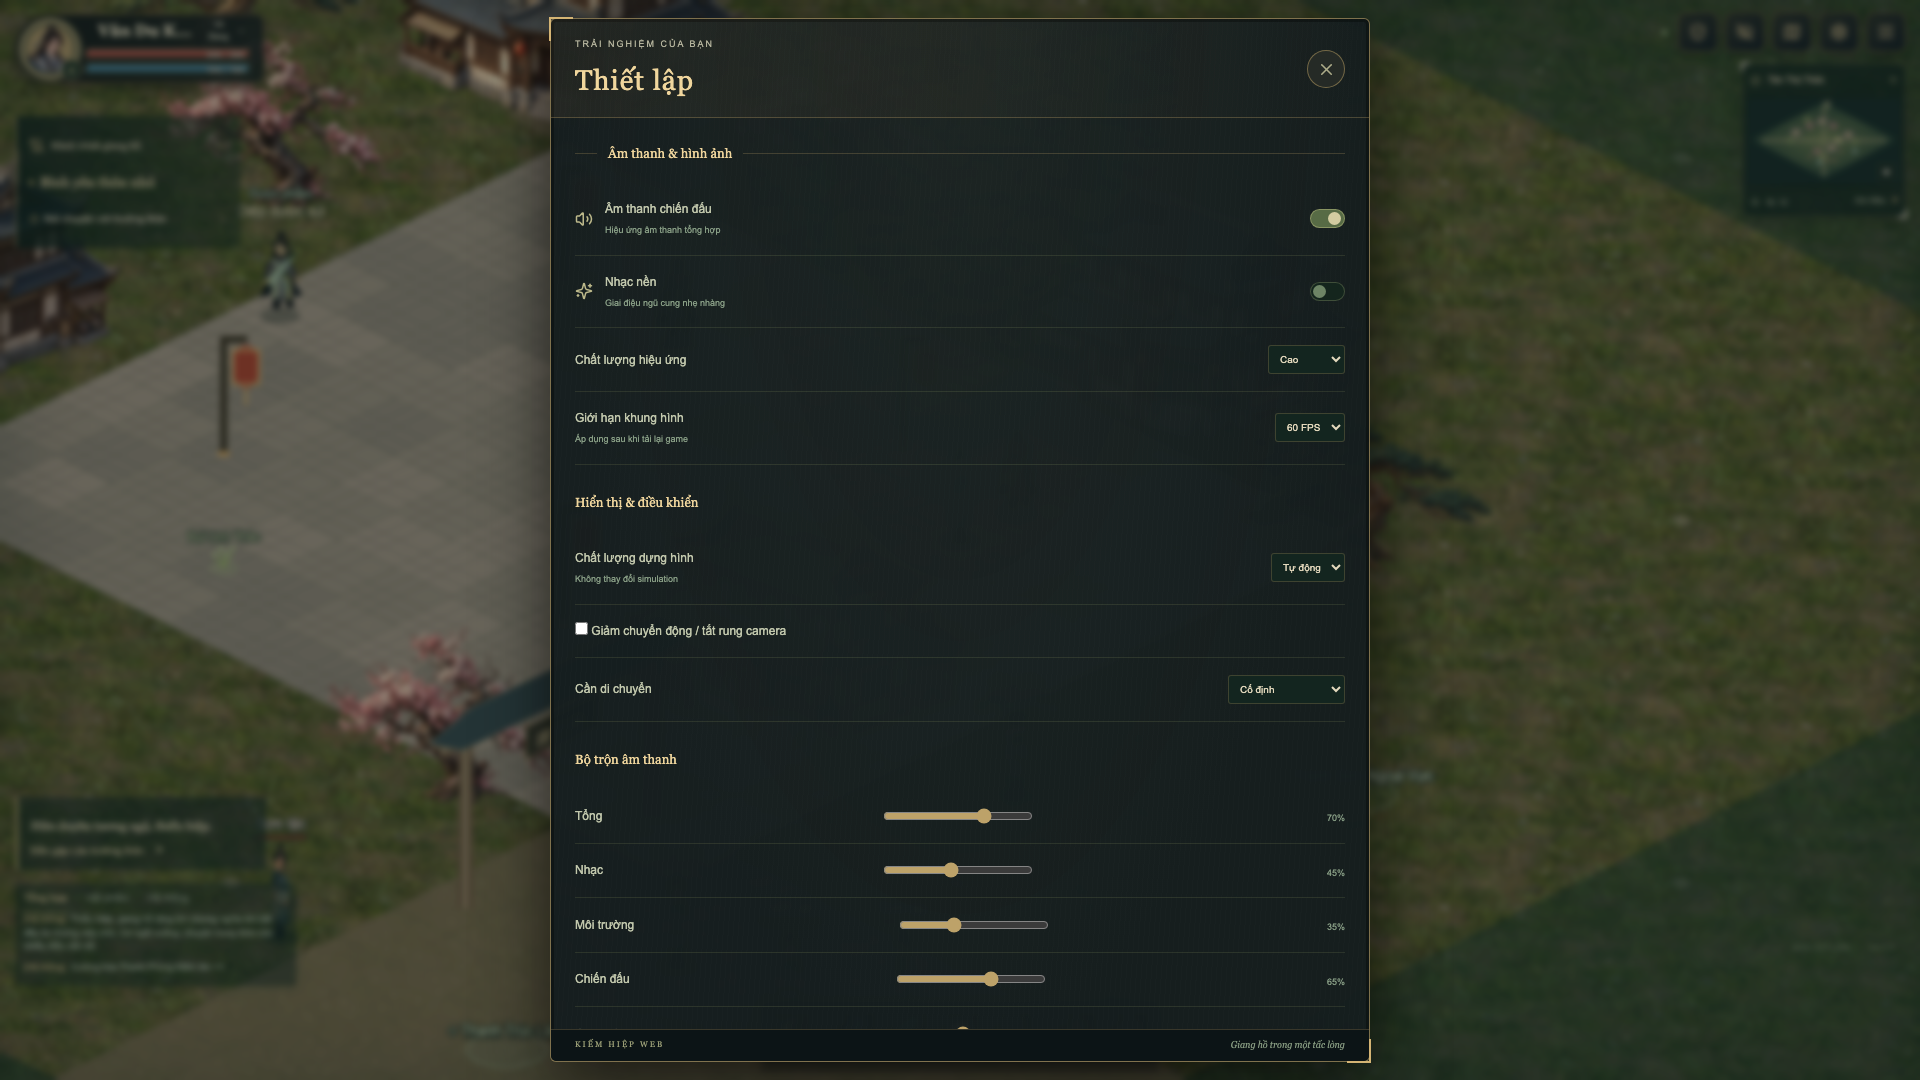 TRẢI NGHIỆM CỦA BẠN
Thiết lập
Âm thanh & hình ảnh
Âm thanh chiến đấu
Hiệu ứng âm thanh tổng hợp
Nhạc nền
Giai điệu ngũ cung nhẹ nhàng
Chất lượng hiệu ứng
Cao
Giới hạn khung hình
60 FPS
Áp dụng sau khi tải lại game
Hiển thị & điều khiển
Chất lượng dựng hình
Tự động
Không thay đổi simulation
Giảm chuyển động / tắt rung camera
Cần di chuyển
Cố định
Bộ trộn âm thanh
Tổng 70%
Nhạc 45%
Môi trường 35%
Chiến đấu 65%
KIẾM HIỆP WEB
Giang hồ trong một tấc lòng